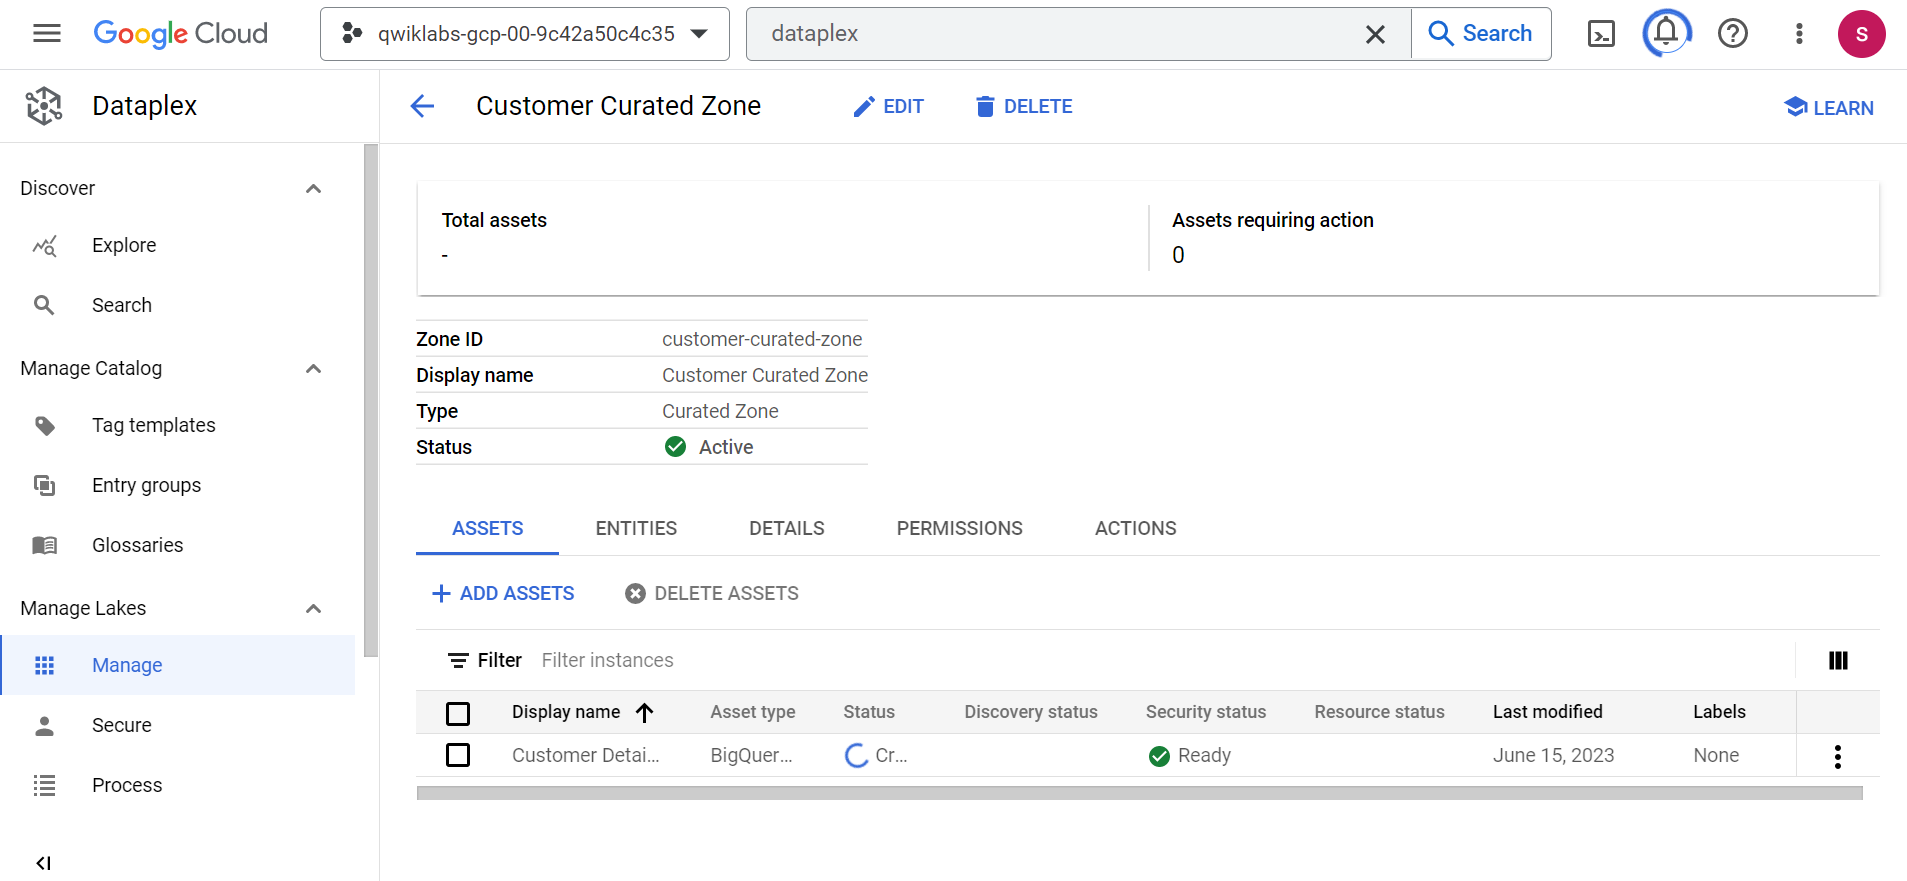 Google Cloud
qwiklabs-gcp-00-9c42a50c4c35
dataplex
Search
S
Dataplex
Customer Curated Zone
EDIT
DELETE
LEARN
Discover
Explore
Search
Manage Catalog
Tag templates
Entry groups
Glossaries
Manage Lakes
Manage
Secure
Process
Total assets
-
Assets requiring action
0
Zone ID customer-curated-zone
Display name Customer Curated Zone
Type Curated Zone
Status Active
ASSETS ENTITIES DETAILS PERMISSIONS ACTIONS
ADD ASSETS DELETE ASSETS
Filter Filter instances
Display name Asset type Status Discovery status Security status Resource status Last modified Labels
Customer Detai... BigQuer... Cr... Ready June 15, 2023 None